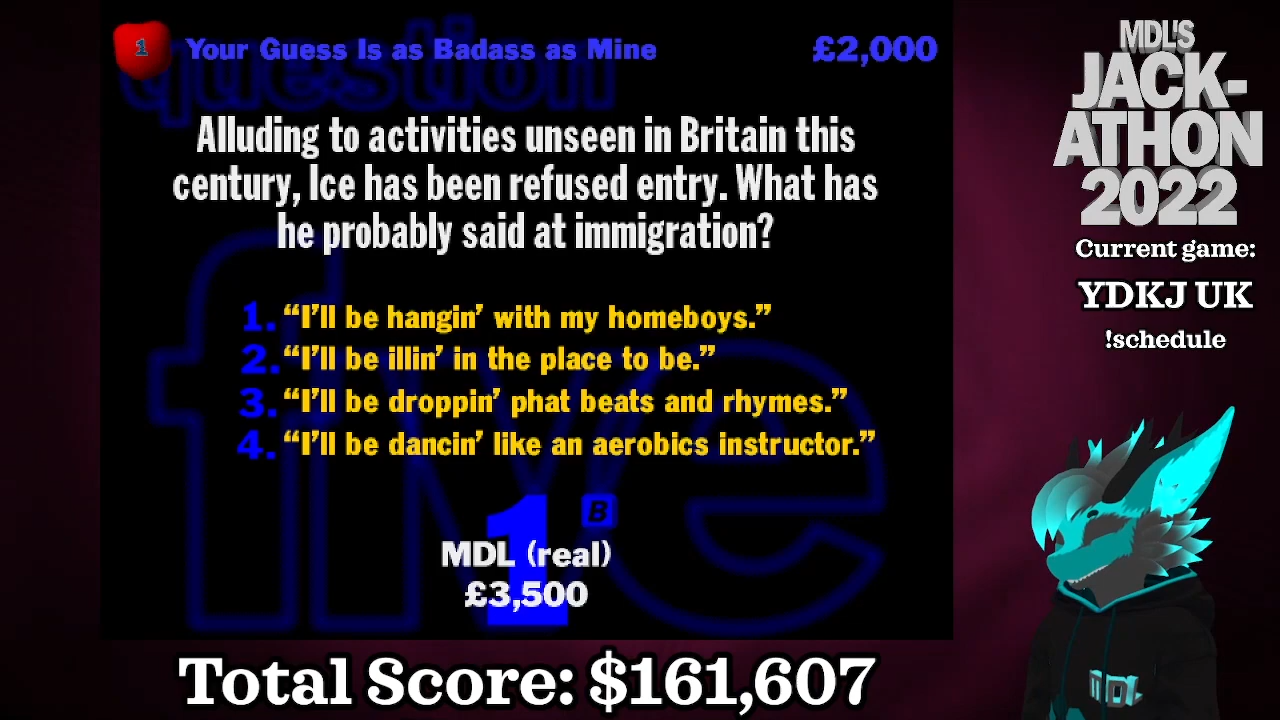 1 Your Guess Is as Badass as Mine £2,000
question
Alluding to activities unseen in Britain this
century, Ice has been refused entry. What has
he probably said at immigration?
1. “I’ll be hangin’ with my homeboys.”
2. “I’ll be illin’ in the place to be.”
3. “I’ll be droppin’ phat beats and rhymes.”
4. “I’ll be dancin’ like an aerobics instructor.”
five
1 B
MDL (real)
£3,500
Total Score: $161,607
MDL'S
JACK-
ATHON
2022
Current game:
YDKJ UK
!schedule
MDL